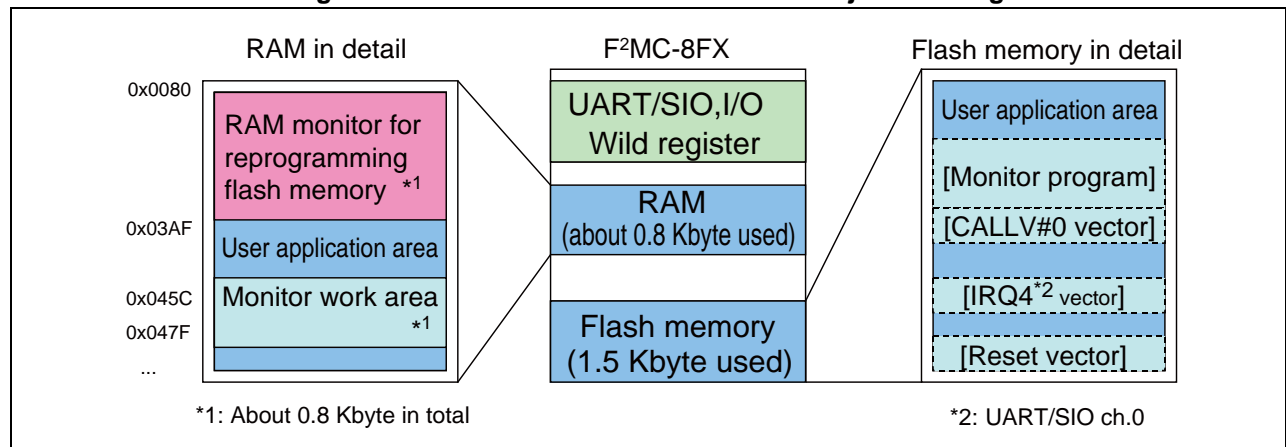 RAM in detail
0x0080
RAM monitor for
reprogramming
flash memory *1
0x03AF
User application area
0x045C
Monitor work area
*1
0x047F
...
*1: About 0.8 Kbyte in total
F²MC-8FX
UART/SIO,I/O
Wild register
RAM
(about 0.8 Kbyte used)
Flash memory
(1.5 Kbyte used)
Flash memory in detail
User application area
[Monitor program]
[CALLV#0 vector]
[IRQ4*2 vector]
[Reset vector]
*2: UART/SIO ch.0